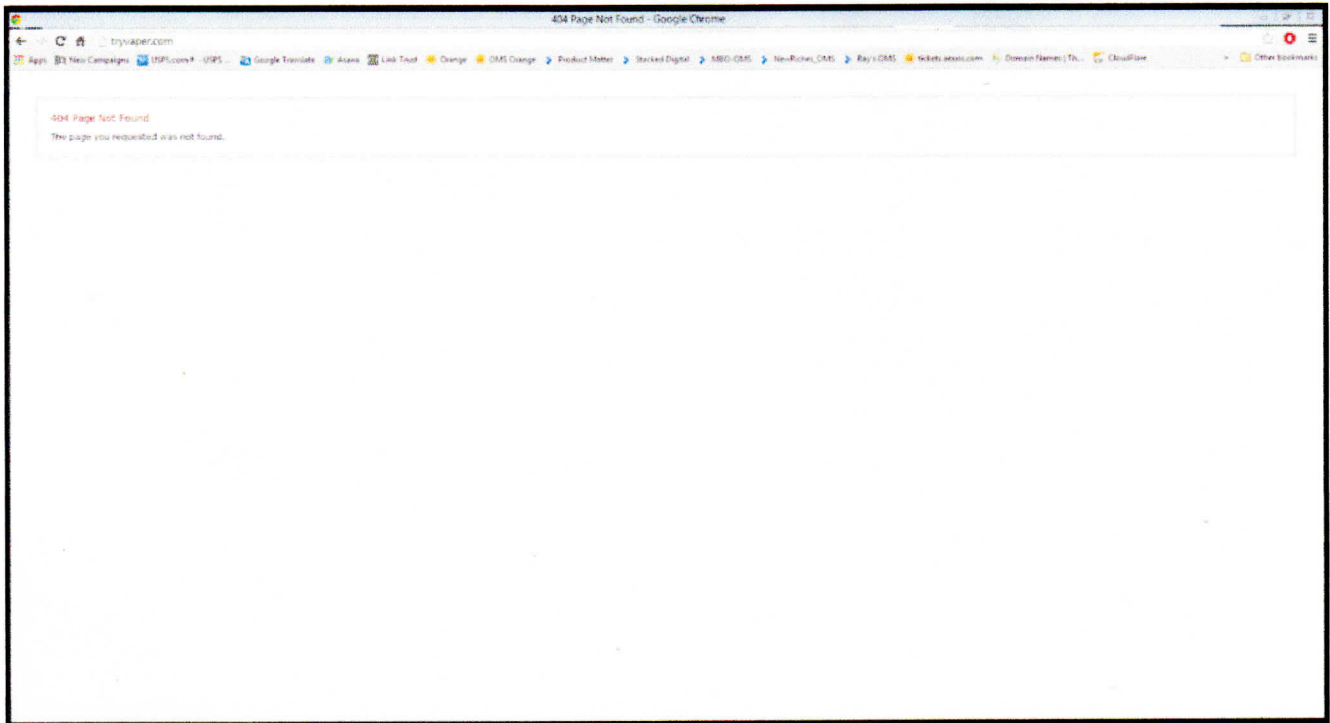 404 Page Not Found - Google Chrome
tryvaper.com
Apps New Campaigns USPS.com® - USPS ... Google Translate Asana Link Trust Orange OMS Orange Product Matter Stacked Digital MBO-OMS NewRiches_OMS Ray's OMS tickets Domain Names | Th... CloudFlare » Other bookmarks
404 Page Not Found
The page you requested was not found.